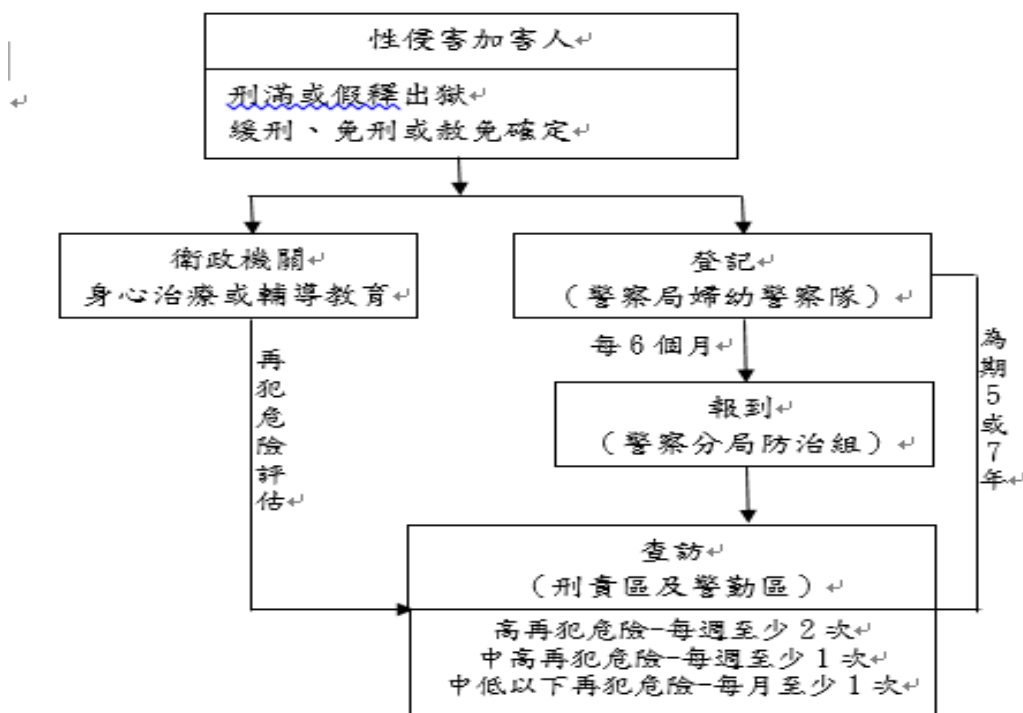 性侵害加害人
刑滿或假釋出獄
緩刑、免刑或赦免確定
衛政機關
身心治療或輔導教育
登記
（警察局婦幼警察隊）
每 6 個月
再犯危險評估
為期5或7年
報到
（警察分局防治組）
查訪
（刑責區及警勤區）
高再犯危險-每週至少 2 次
中高再犯危險-每週至少 1 次
中低以下再犯危險-每月至少 1 次